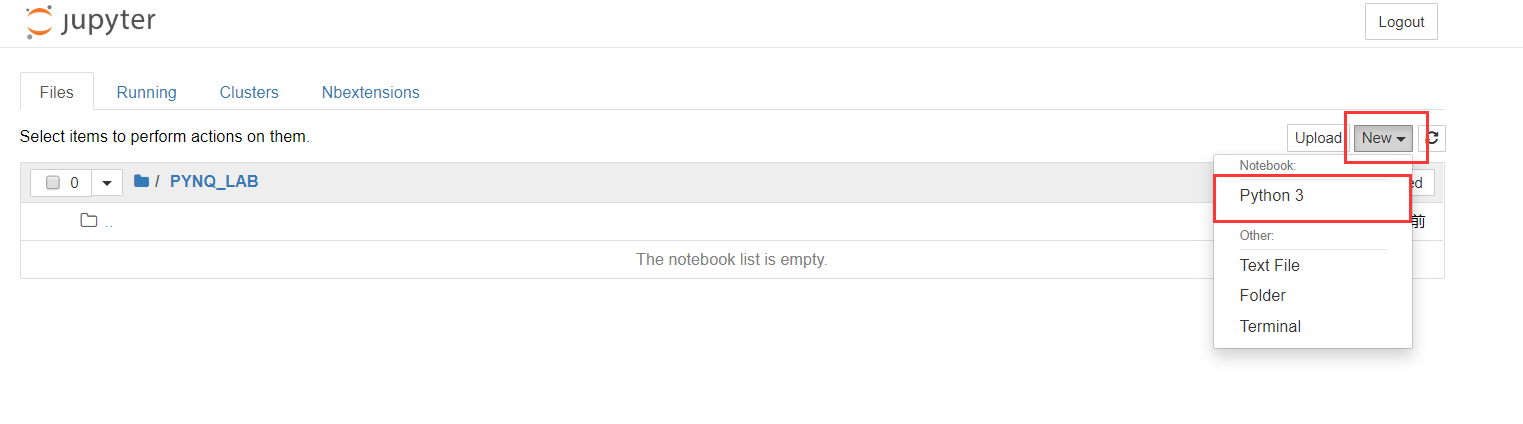 jupyter
Logout
Files Running Clusters Nbextensions
Select items to perform actions on them.
Upload New
Notebook:
0 / PYNQ_LAB ed
Python 3
.. 前
Other:
The notebook list is empty.
Text File
Folder
Terminal